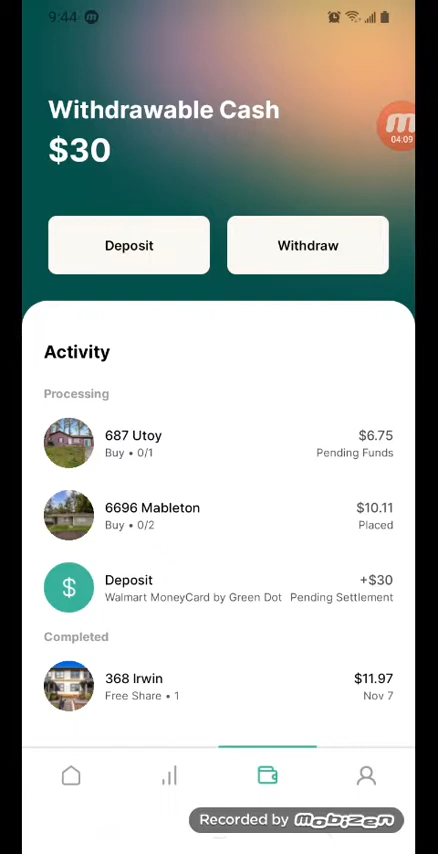 9:44
Withdrawable Cash
$30
04:09
Deposit
Withdraw
Activity
Processing
687 Utoy
$6.75
Buy • 0/1
Pending Funds
6696 Mableton
$10.11
Buy • 0/2
Placed
$
Deposit
+$30
Walmart MoneyCard by Green Dot
Pending Settlement
Completed
368 Irwin
$11.97
Free Share • 1
Nov 7
Recorded by mobizen